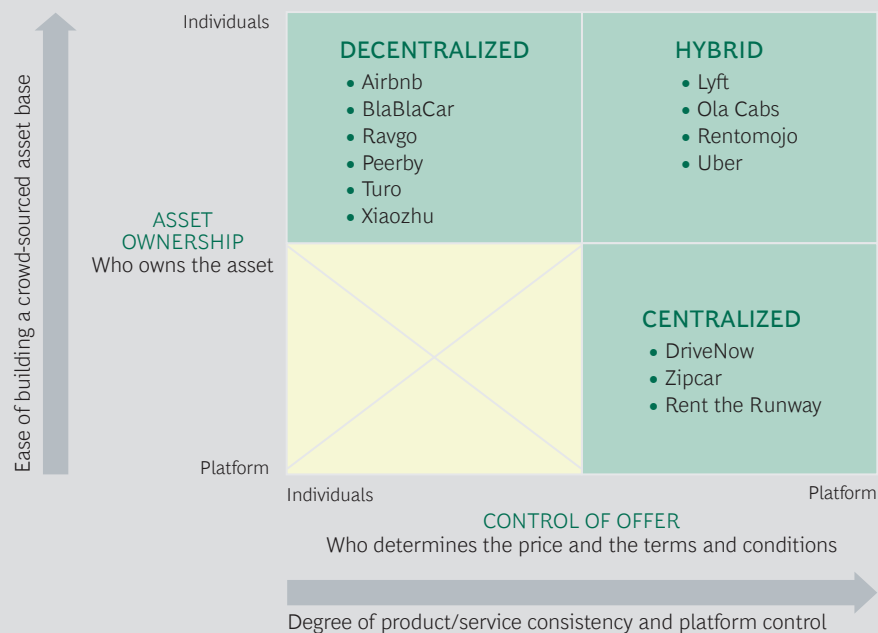 Ease of building a crowd-sourced asset base
Individuals
ASSET
OWNERSHIP
Who owns the asset
Platform
DECENTRALIZED
• Airbnb
• BlaBlaCar
• Ravgo
• Peerby
• Turo
• Xiaozhu
HYBRID
• Lyft
• Ola Cabs
• Rentomojo
• Uber
CENTRALIZED
• DriveNow
• Zipcar
• Rent the Runway
Individuals
Platform
CONTROL OF OFFER
Who determines the price and the terms and conditions
Degree of product/service consistency and platform control